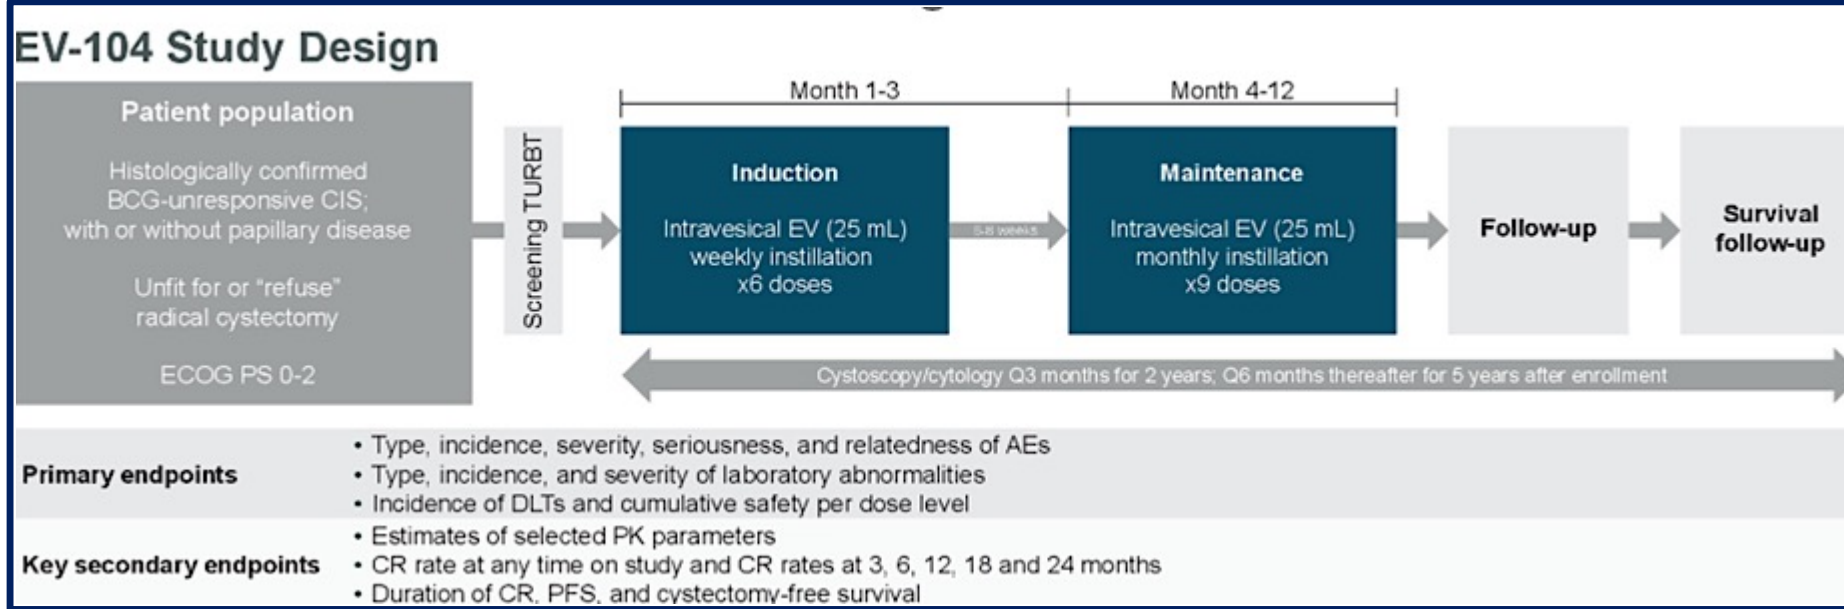 EV-104 Study Design
Patient population
Histologically confirmed
BCG-unresponsive CIS;
with or without papillary disease
Unfit for or "refuse"
radical cystectomy
ECOG PS 0-2
Screening TURBT
Month 1-3
Induction
Intravesical EV (25 mL)
weekly instillation
x6 doses
weeks
Month 4-12
Maintenance
Intravesical EV (25 mL)
monthly instillation
x9 doses
Follow-up
Survival
follow-up
Cystoscopy/cytology Q3 months for 2 years; Q6 months thereafter for 5 years after enrollment
Primary endpoints
• Type, incidence, severity, seriousness, and relatedness of AEs
• Type, incidence, and severity of laboratory abnormalities
• Incidence of DLTs and cumulative safety per dose level
Key secondary endpoints
• Estimates of selected PK parameters
• CR rate at any time on study and CR rates at 3, 6, 12, 18 and 24 months
• Duration of CR, PFS, and cystectomy-free survival